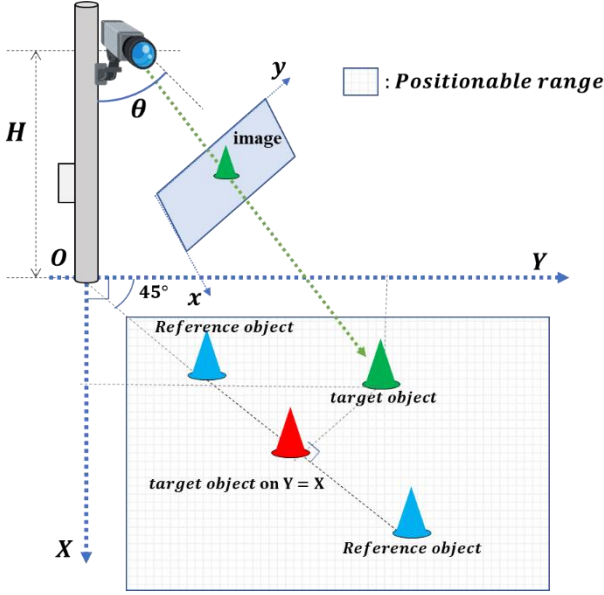 y
: Positionable range
θ
image
H
O
Y
45°
x
Reference object
target object
target object on Y = X
X
Reference object